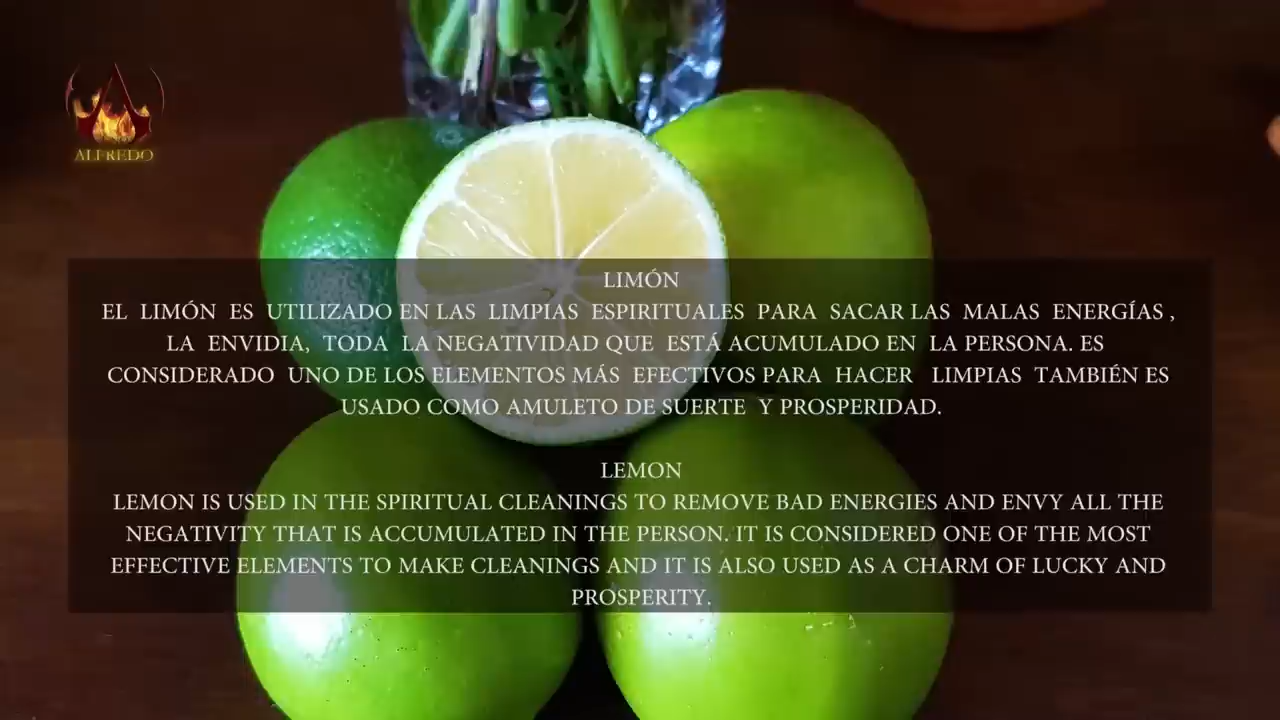 ALFREDO
LIMÓN
EL LIMÓN ES UTILIZADO EN LAS LIMPIAS ESPIRITUALES PARA SACAR LAS MALAS ENERGÍAS ,
LA ENVIDIA, TODA LA NEGATIVIDAD QUE ESTÁ ACUMULADO EN LA PERSONA. ES
CONSIDERADO UNO DE LOS ELEMENTOS MÁS EFECTIVOS PARA HACER LIMPIAS TAMBIÉN ES
USADO COMO AMULETO DE SUERTE Y PROSPERIDAD.
LEMON
LEMON IS USED IN THE SPIRITUAL CLEANINGS TO REMOVE BAD ENERGIES AND ENVY ALL THE
NEGATIVITY THAT IS ACCUMULATED IN THE PERSON. IT IS CONSIDERED ONE OF THE MOST
EFFECTIVE ELEMENTS TO MAKE CLEANINGS AND IT IS ALSO USED AS A CHARM OF LUCKY AND
PROSPERITY.